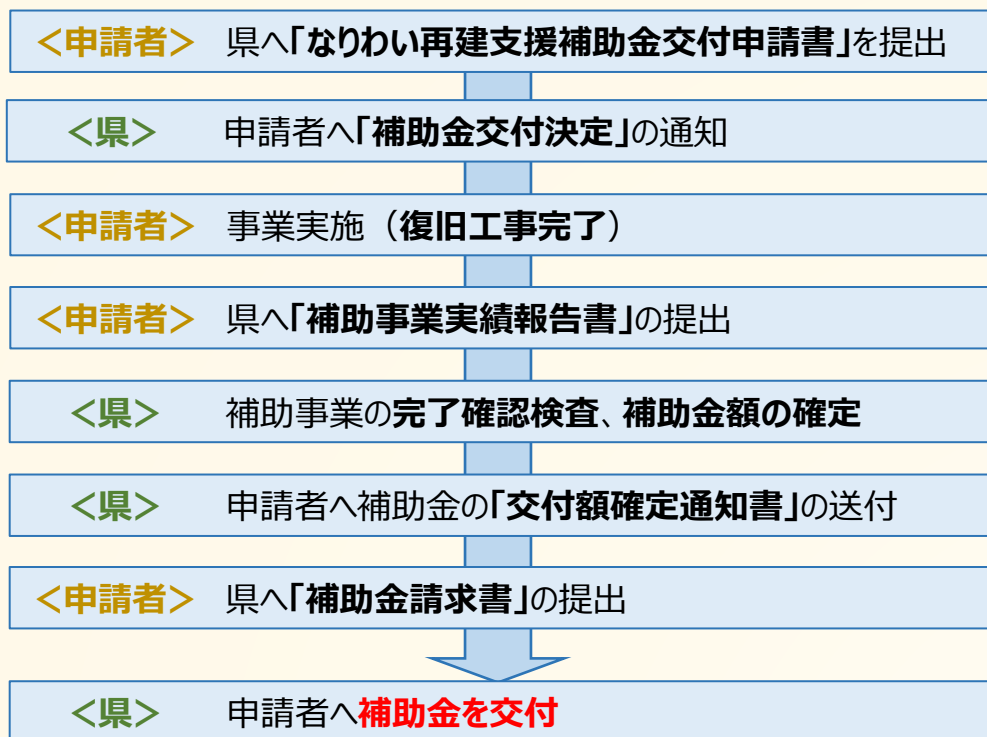 <申請者> 県へ「なりわい再建支援補助金交付申請書」を提出
<県> 申請者へ「補助金交付決定」の通知
<申請者> 事業実施（復旧工事完了）
<申請者> 県へ「補助事業実績報告書」の提出
<県> 補助事業の完了確認検査、補助金額の確定
<県> 申請者へ補助金の「交付額確定通知書」の送付
<申請者> 県へ「補助金請求書」の提出
<県> 申請者へ補助金を交付